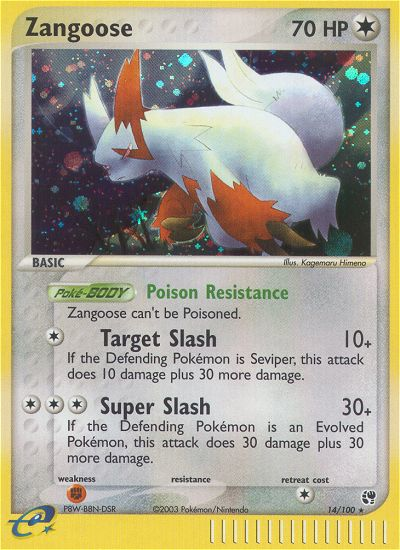 Zangoose 70 HP
BASIC Illus. Kagemaru Himeno
Poké-BODY Poison Resistance
Zangoose can't be Poisoned.
Target Slash 10+
If the Defending Pokémon is Seviper, this attack
does 10 damage plus 30 more damage.
Super Slash 30+
If the Defending Pokémon is an Evolved
Pokémon, this attack does 30 damage plus 30
more damage.
weakness resistance retreat cost
P8W-BBN-DSR ©2003 Pokémon/Nintendo 14/100 ★
e